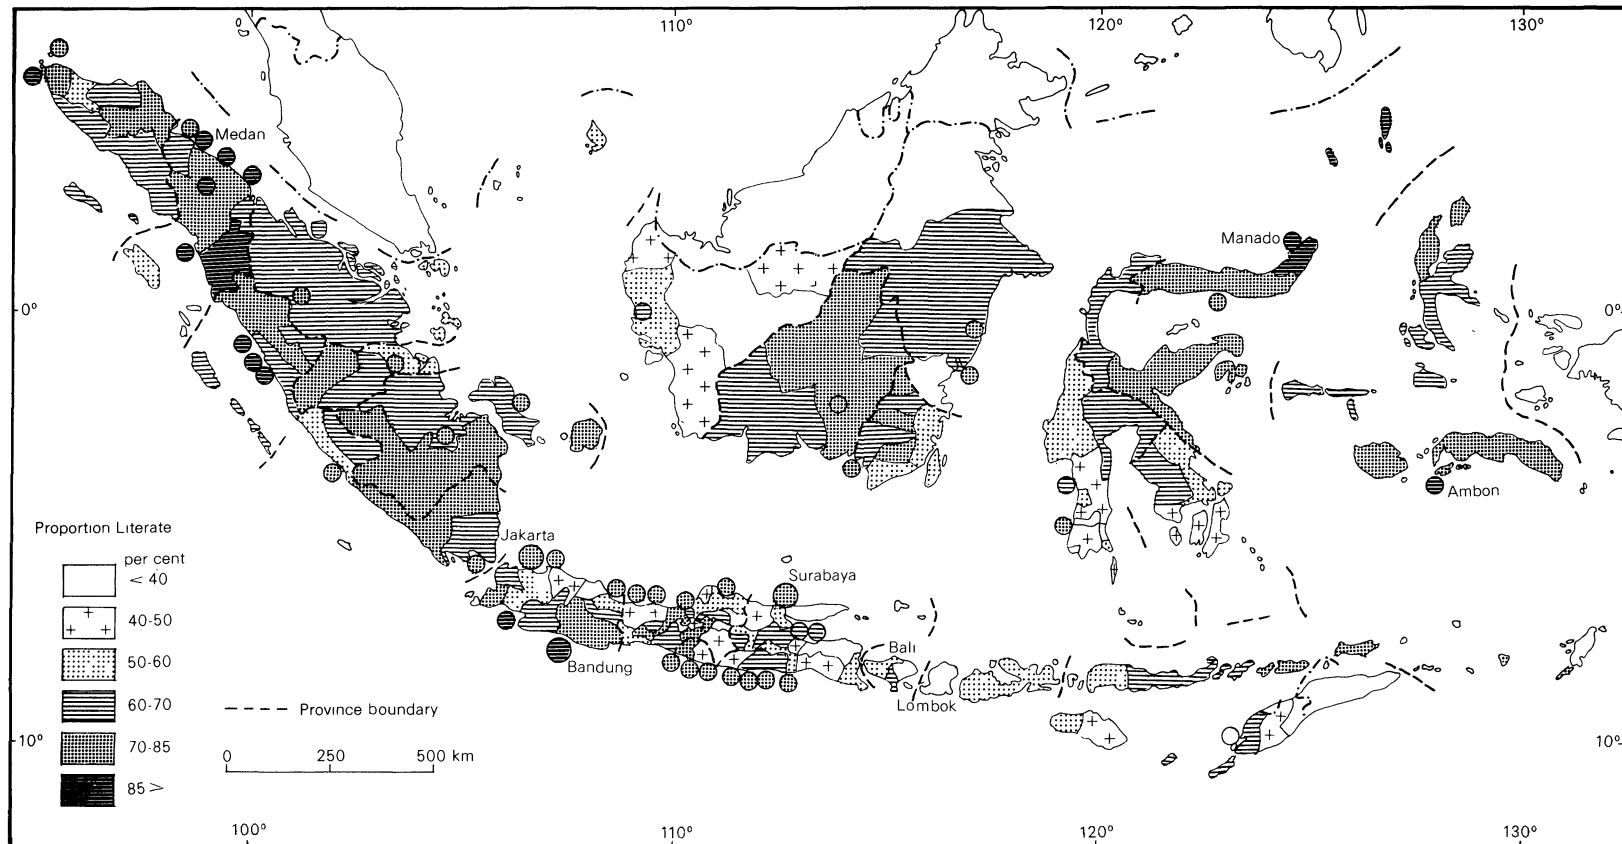 110°
120°
130°
Medan
Manado
0°
0°
Ambon
Proportion Literate
per cent
< 40
40-50
50-60
60-70
70-85
85 >
Jakarta
Surabaya
Bandung
Bali
Lombok
Province boundary
0 250 500 km
10°
10°
100°
110°
120°
130°